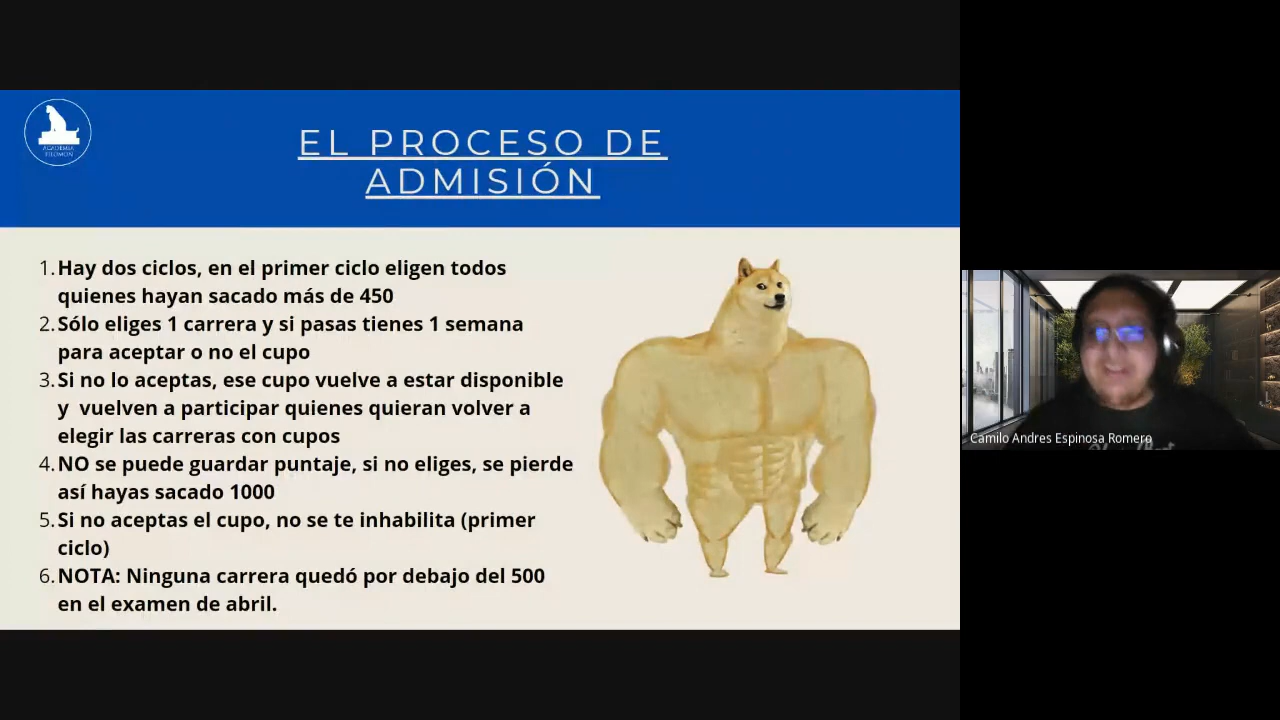 ACADEMIA
FILOMON
EL PROCESO DE
ADMISIÓN
1. Hay dos ciclos, en el primer ciclo eligen todos
quienes hayan sacado más de 450
2. Sólo eliges 1 carrera y si pasas tienes 1 semana
para aceptar o no el cupo
3. Si no lo aceptas, ese cupo vuelve a estar disponible
y vuelven a participar quienes quieran volver a
elegir las carreras con cupos
4. NO se puede guardar puntaje, si no eliges, se pierde
así hayas sacado 1000
5. Si no aceptas el cupo, no se te inhabilita (primer
ciclo)
6. NOTA: Ninguna carrera quedó por debajo del 500
en el examen de abril.
Camilo Andres Espinosa Romero